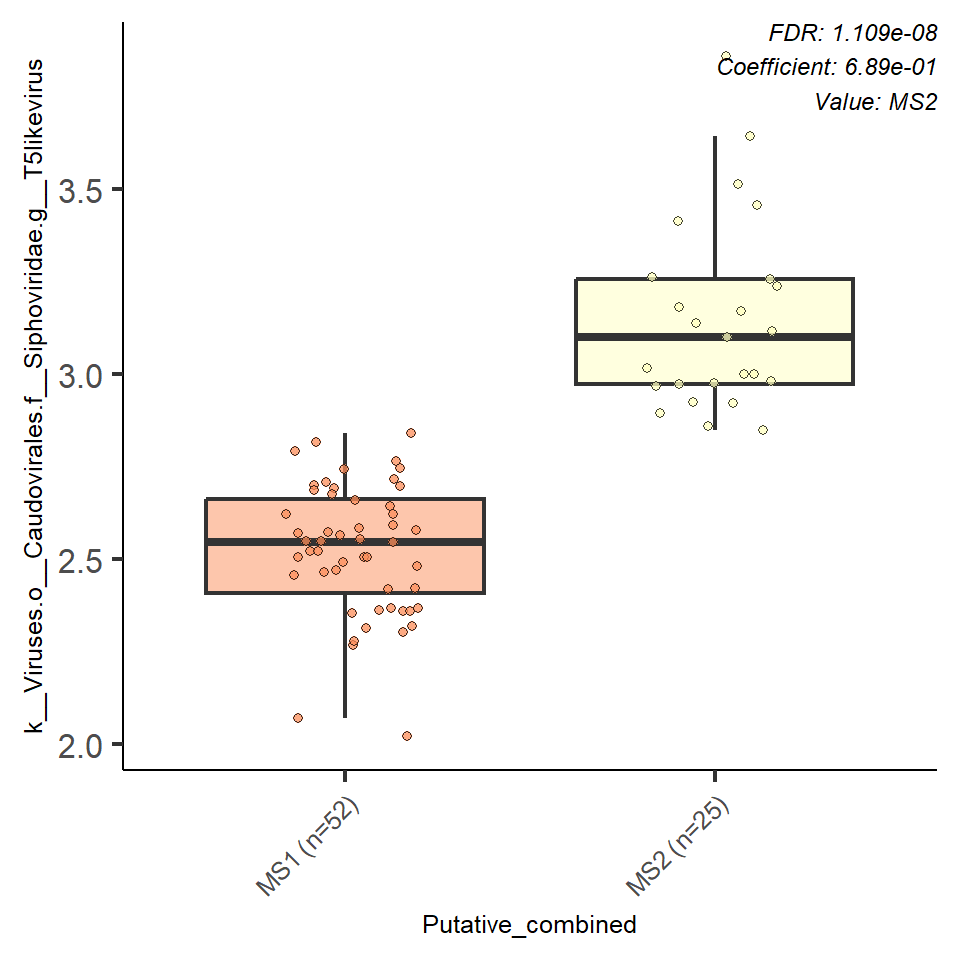 FDR: 1.109e-08
Coefficient: 6.89e-01
Value: MS2
k__Viruses.o__Caudovirales.f__Siphoviridae.g__T5likevirus
3.5
3.0
2.5
2.0
MS1 (n=52)
MS2 (n=25)
Putative_combined